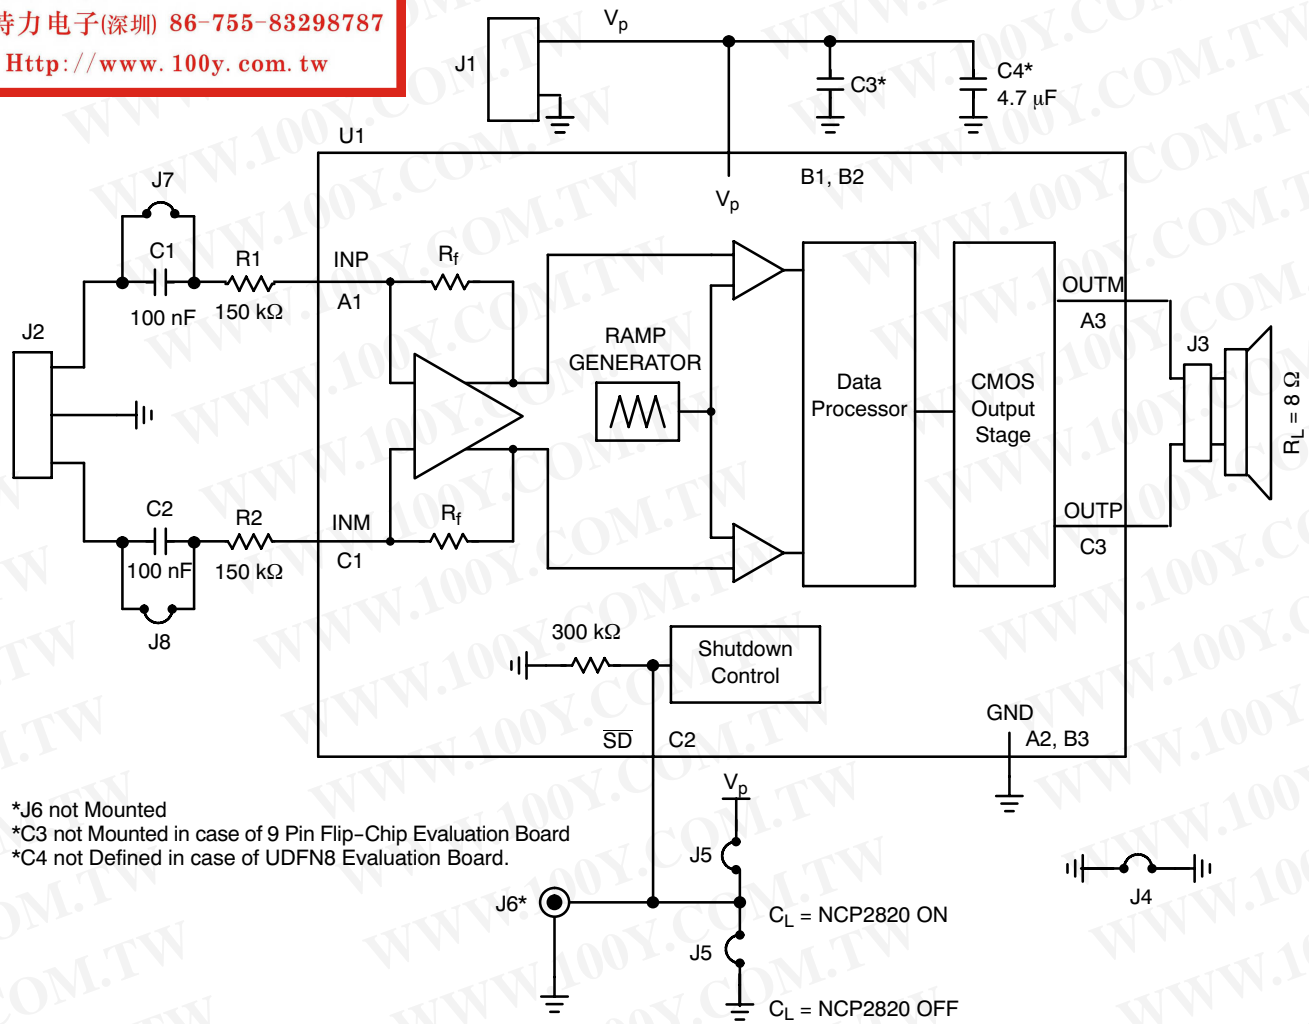 特力电子(深圳) 86-755-83298787
Http://www.100y.com.tw
Vp
J1
C3*
C4*
4.7 µF
U1
B1, B2
Vp
J7
C1
100 nF
R1
150 kΩ
INP
A1
Rf
J2
RAMP
GENERATOR
Data
Processor
CMOS
Output
Stage
OUTM
A3
J3
RL = 8 Ω
C2
100 nF
R2
150 kΩ
INM
C1
Rf
OUTP
C3
J8
300 kΩ
Shutdown
Control
SD
C2
GND
A2, B3
*J6 not Mounted
*C3 not Mounted in case of 9 Pin Flip-Chip Evaluation Board
*C4 not Defined in case of UDFN8 Evaluation Board.
Vp
J5
J6*
CL = NCP2820 ON
J5
CL = NCP2820 OFF
J4
WWW.100Y.COM.TW